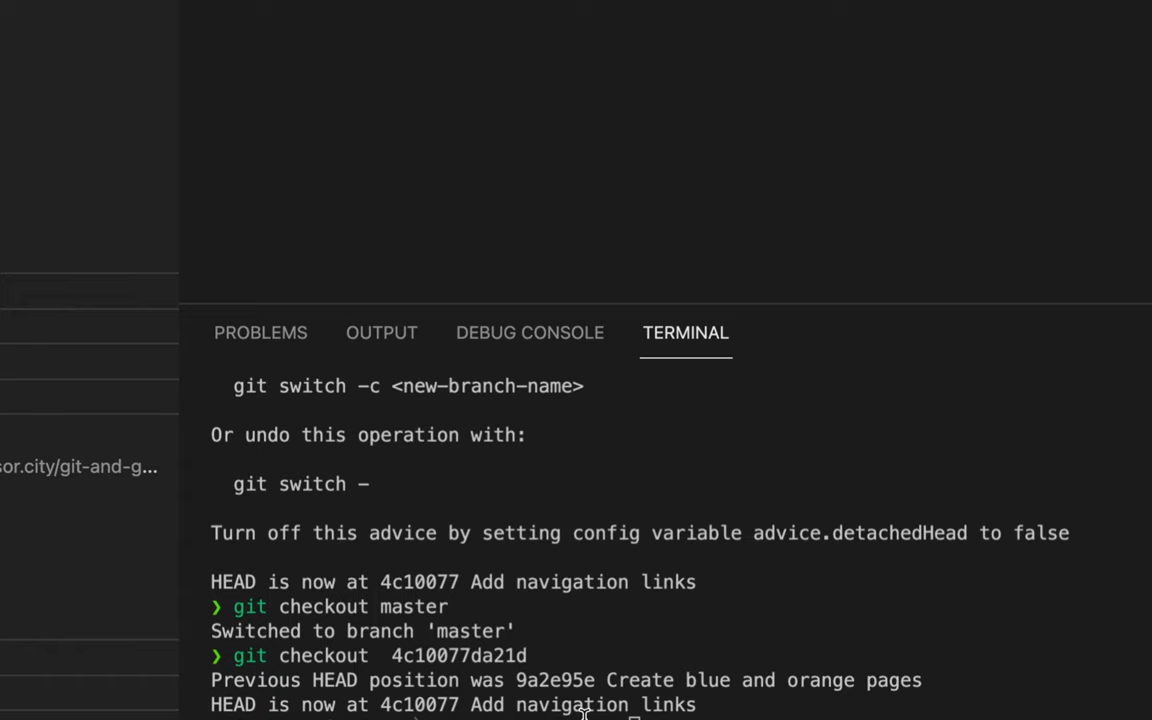 PROBLEMS OUTPUT DEBUG CONSOLE TERMINAL
git switch -c <new-branch-name>
Or undo this operation with:
sor.city/git-and-g...
git switch -
Turn off this advice by setting config variable advice.detachedHead to false
HEAD is now at 4c10077 Add navigation links
❯ git checkout master
Switched to branch 'master'
❯ git checkout  4c10077da21d
Previous HEAD position was 9a2e95e Create blue and orange pages
HEAD is now at 4c10077 Add navigation links